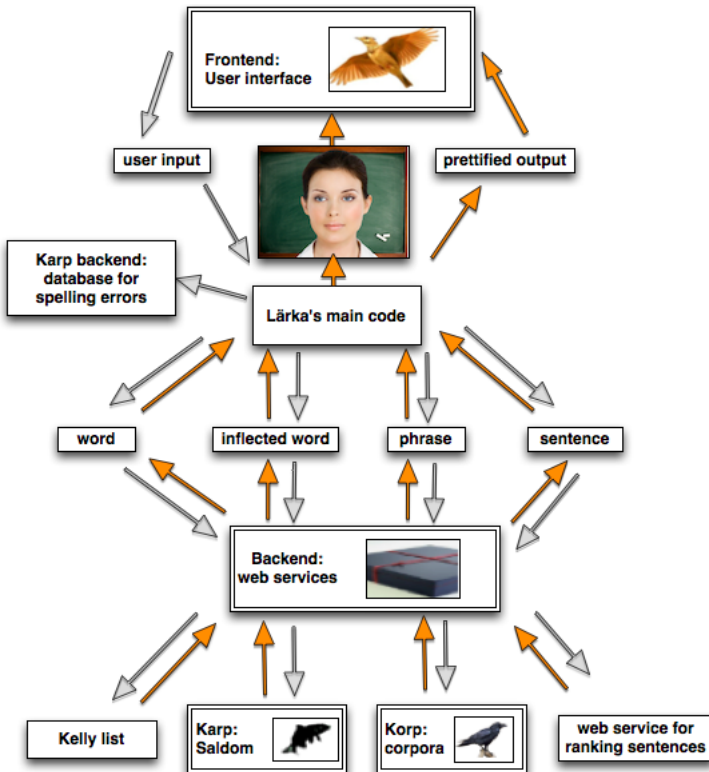 Frontend:
User interface
user input
prettified output
Karp backend:
database for
spelling errors
Lärka's main code
word
inflected word
phrase
sentence
Backend:
web services
Kelly list
Karp:
Saldom
Korp:
corpora
web service for
ranking sentences